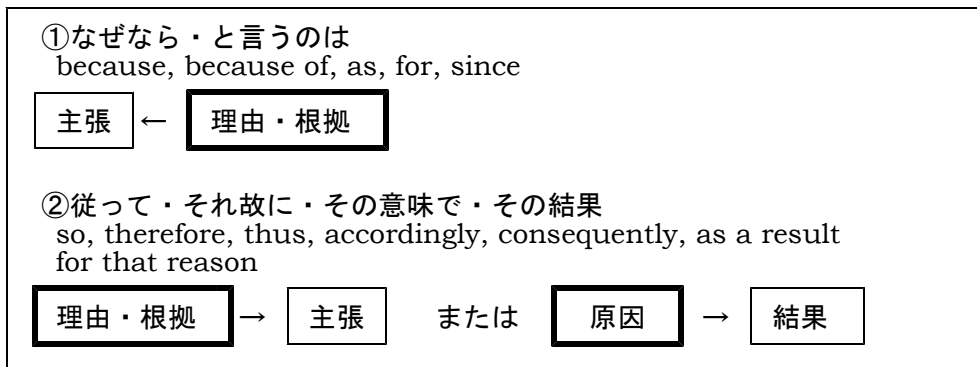 ①なぜなら・と言うのは
because, because of, as, for, since
主張 ← 理由・根拠
②従って・それ故に・その意味で・その結果
so, therefore, thus, accordingly, consequently, as a result
for that reason
理由・根拠 → 主張 または 原因 → 結果